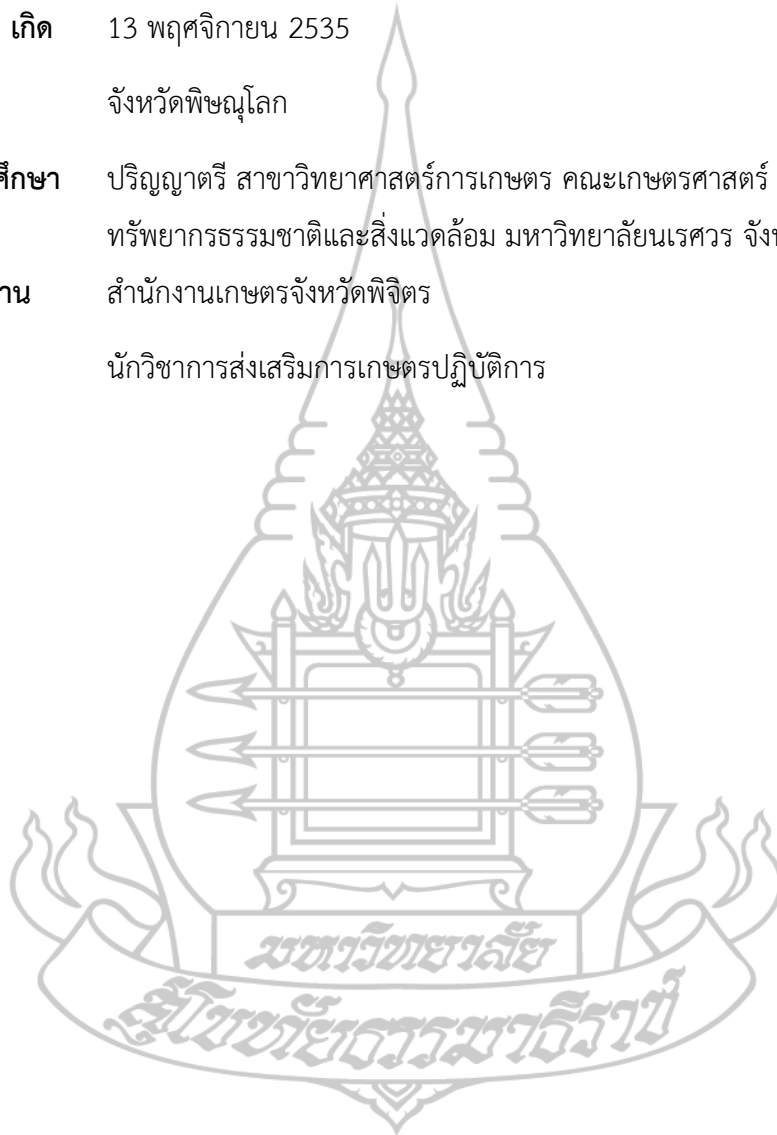 เกิด 13 พฤศจิกายน 2535
จังหวัดพิษณุโลก
ศึกษา ปริญญาตรี สาขาวิทยาศาสตร์การเกษตร คณะเกษตรศาสตร์
ทรัพยากรธรรมชาติและสิ่งแวดล้อม มหาวิทยาลัยนเรศวร
สำนักงานเกษตรจังหวัดพิจิตร
นักวิชาการส่งเสริมการเกษตรปฏิบัติการ
มหาวิทยาลัย
สุโขทัยธรรมาธิราช